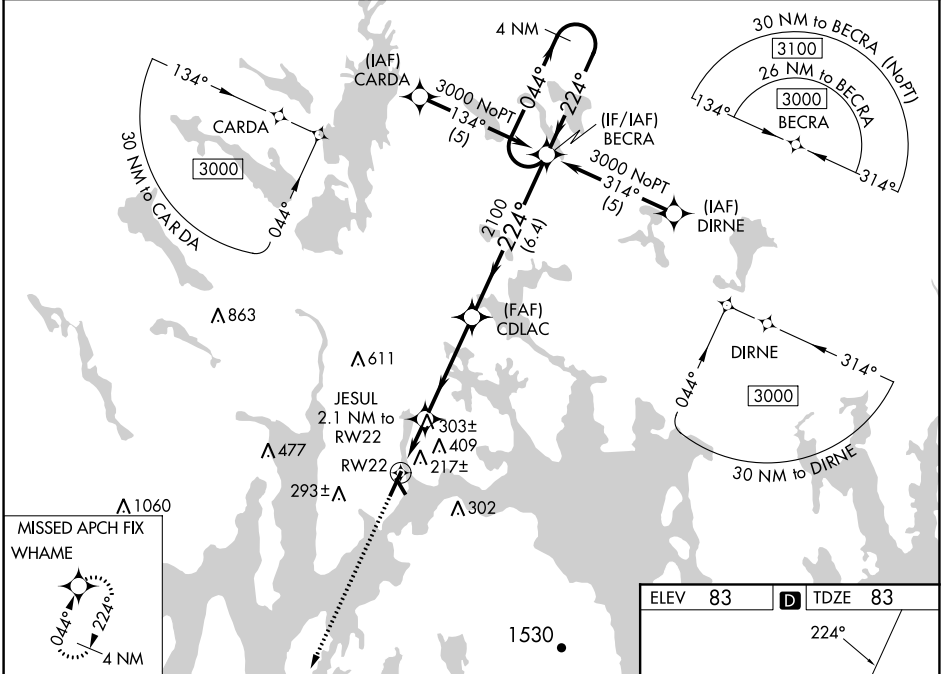 4 NM
044°
224°
(IAF)
CARDA
3000 NoPT
134°
(5)
(IF/IAF)
BECRA
3000 NoPT
314°
(5)
(IAF)
DIRNE
30 NM to BECRA (NoPT)
3100
26 NM to BECRA
3000
BECRA
134°
314°
134°
CARDA
3000
044°
30 NM to CARDA
2100
224°
(6.4)
(FAF)
CDLAC
863
611
JESUL
2.1 NM to
RW22
303±
409
217±
477
RW22
293±
302
1060
DIRNE
314°
044°
3000
30 NM to DIRNE
MISSED APCH FIX
WHAME
044°
224°
4 NM
1530
ELEV 83 D TDZE 83
224°